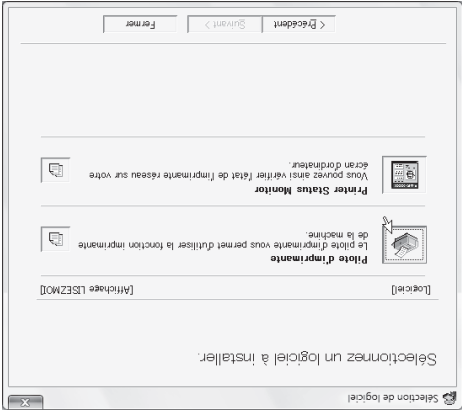 Sélection de logiciel
Sélectionnez un logiciel à installer.
[Logiciel] [Affichage LISEZMOI]
Pilote d'imprimante
Le pilote d'imprimante vous permet d'utiliser la fonction imprimante
de la machine.
Printer Status Monitor
Vous pouvez ainsi vérifier l'état de l'imprimante réseau sur votre
écran d'ordinateur.
< Précédent Suivant > Fermer